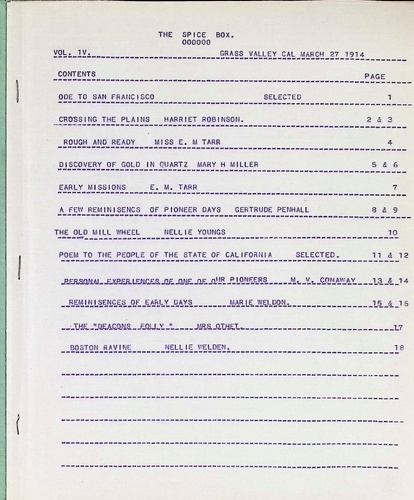 THE SPICE BOX.
OOOOOO
VOL. 1V. GRASS VALLEY CAL MARCH 27 1914
CONTENTS PAGE
ODE TO SAN FRANCISCO SELECTED 1
CROSSING THE PLAINS HARRIET ROBINSON. 2 & 3
ROUGH AND READY MISS E. M TARR 4
DISCOVERY OF GOLD IN QUARTZ MARY H MILLER 5 & 6
EARLY MISSIONS E. M. TARR 7
A FEW REMINISENCS OF PIONEER DAYS GERTRUDE PENHALL 8 & 9
THE OLD MILL WHEEL NELLIE YOUNGS 10
POEM TO THE PEOPLE OF THE STATE OF CALIFORNIA SELECTED. 11 & 12
PERSONAL EXPERIENCES OF ONE OF OUR PIONEERS M. V. CONAWAY 13 & 14
REMINISENCES OF EARLY DAYS MARIE WELDON. 15 & 16
THE "DEACONS FOLLY " MRS OTHET. 17
BOSTON RAVINE NELLIE WELDEN. 18